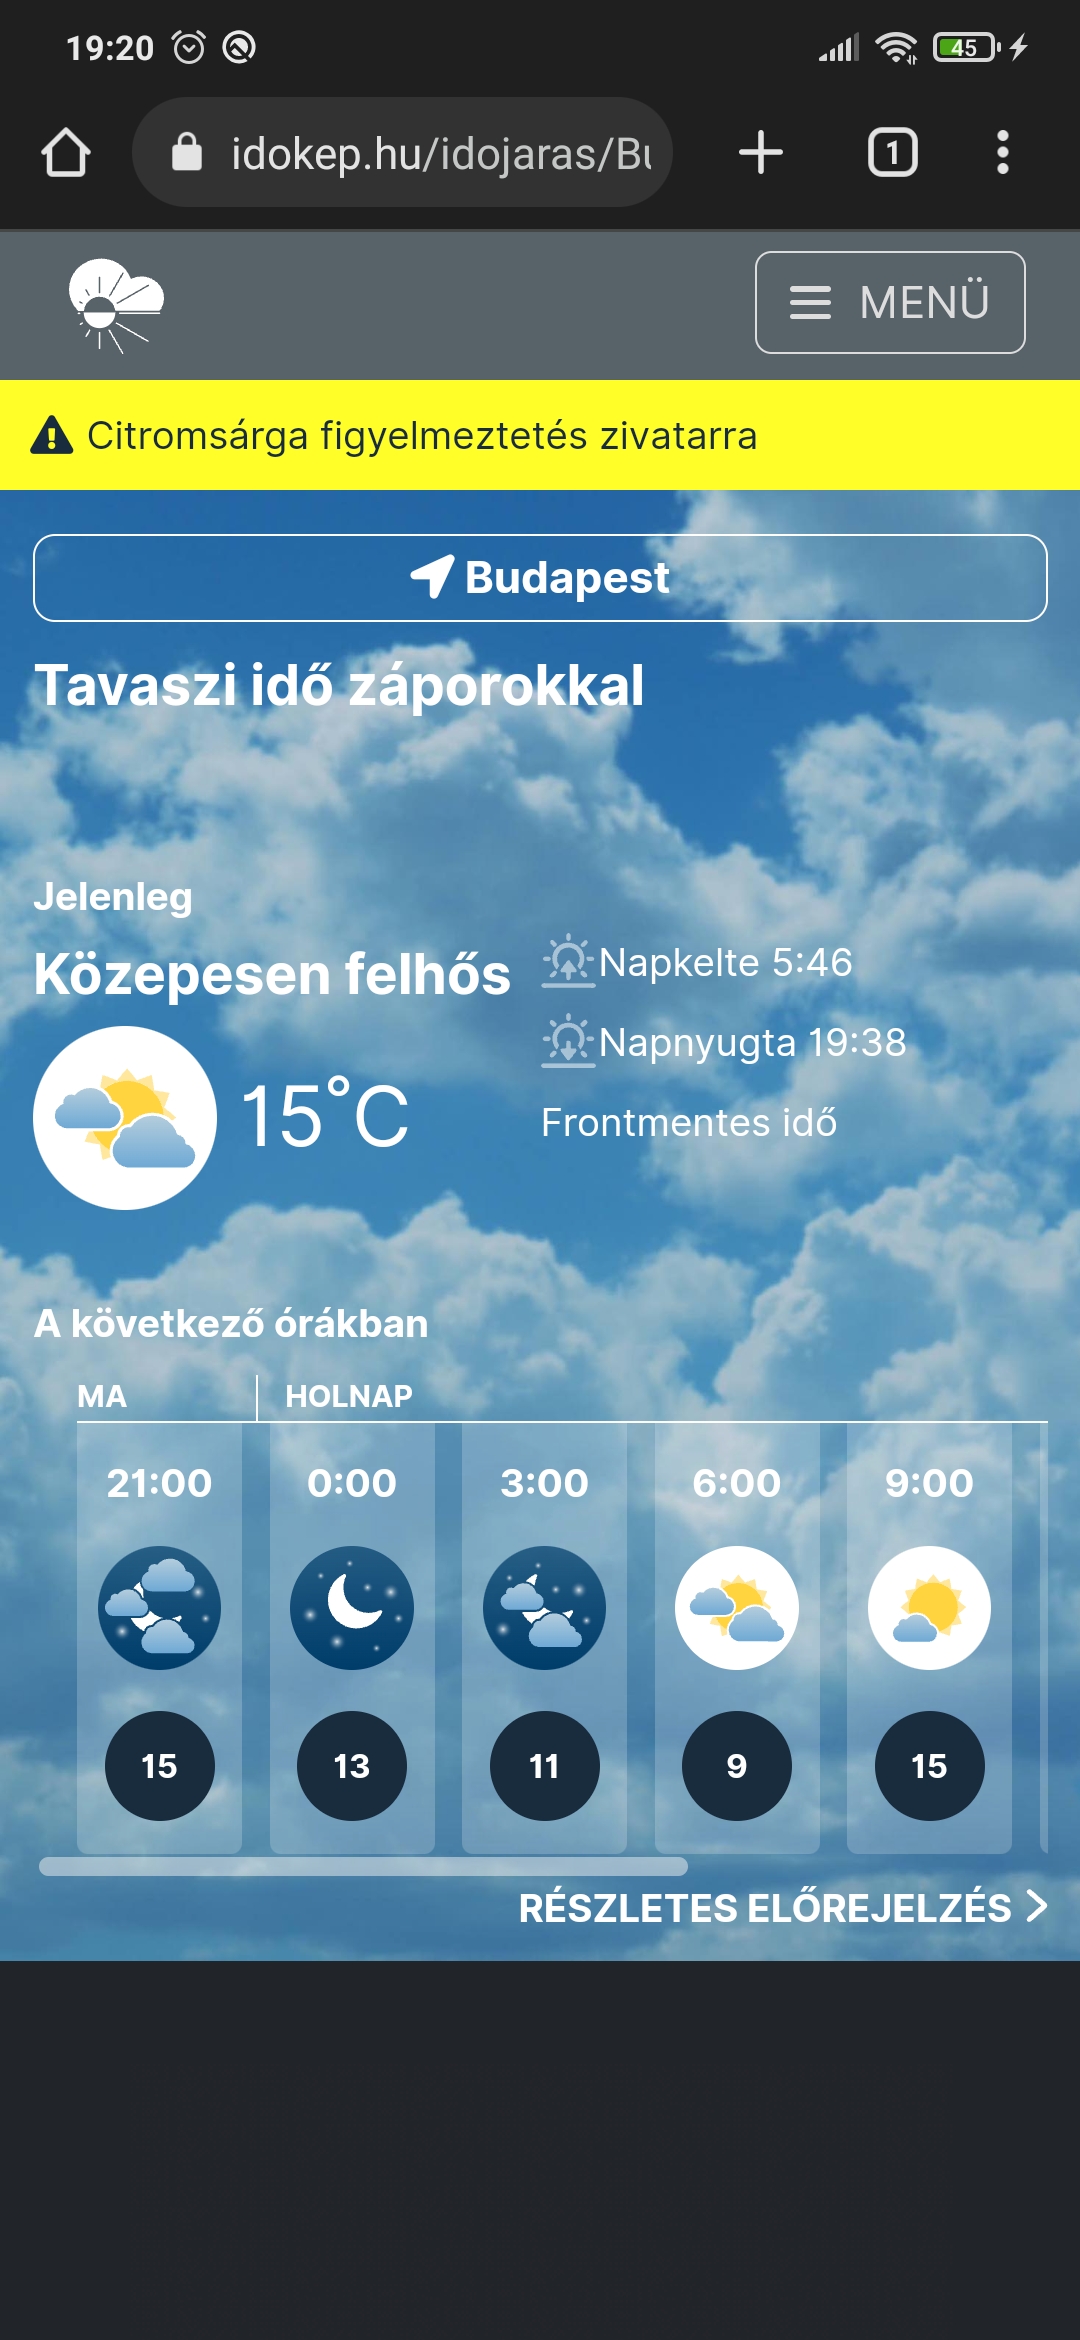 19:20
45
idokep.hu/idojaras/Bu
1
MENÜ
Citromsárga figyelmeztetés zivatarra
Budapest
Tavaszi idő záporokkal
Jelenleg
Közepesen felhős
15°C
Napkelte 5:46
Napnyugta 19:38
Frontmentes idő
A következő órákban
MA HOLNAP
21:00 0:00 3:00 6:00 9:00
15 13 11 9 15
RÉSZLETES ELŐREJELZÉS